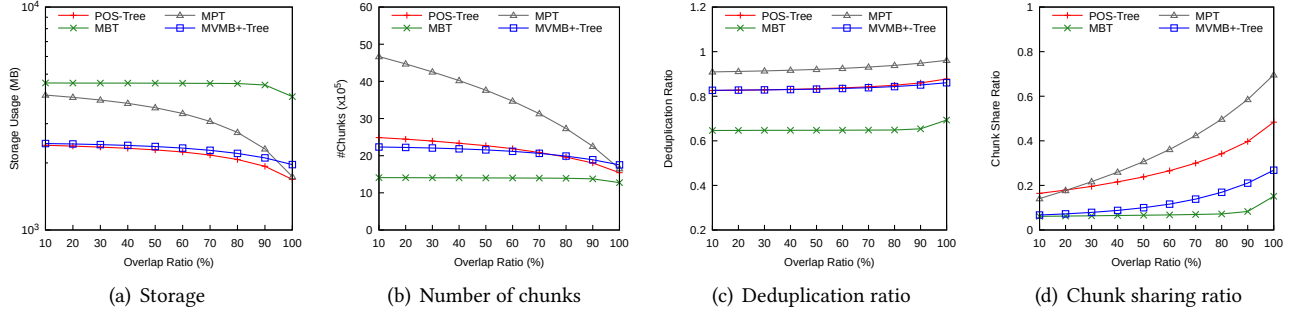 POS-Tree
MBT
MPT
MVMB+-Tree
10^4
10^3
Storage Usage (MB)
10 20 30 40 50 60 70 80 90 100
Overlap Ratio (%)
(a) Storage
POS-Tree
MBT
MPT
MVMB+-Tree
60
50
40
30
20
10
0
#Chunks (x10^5)
10 20 30 40 50 60 70 80 90 100
Overlap Ratio (%)
(b) Number of chunks
POS-Tree
MBT
MPT
MVMB+-Tree
1.2
1
0.8
0.6
0.4
0.2
Deduplication Ratio
10 20 30 40 50 60 70 80 90 100
Overlap Ratio (%)
(c) Deduplication ratio
POS-Tree
MBT
MPT
MVMB+-Tree
1
0.8
0.6
0.4
0.2
0
Chunk Share Ratio
10 20 30 40 50 60 70 80 90 100
Overlap Ratio (%)
(d) Chunk sharing ratio